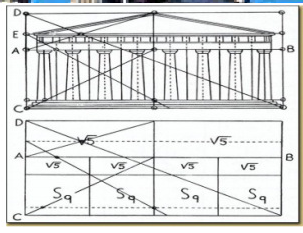 D
E
A B
C
D
√5 √5
A B
√5 √5 √5 √5
Sq Sq Sq Sq
C